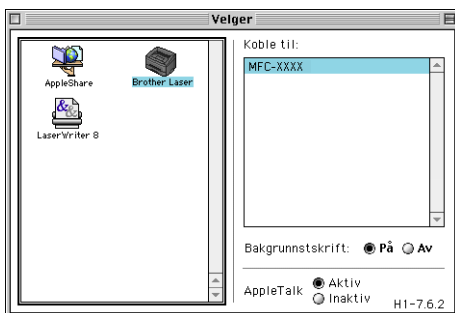 Velger
AppleShare
Brother Laser
LaserWriter 8
Koble til:
MFC-XXXX
Bakgrunnstskrift: På Av
AppleTalk Aktiv
Inaktiv
H1-7.6.2